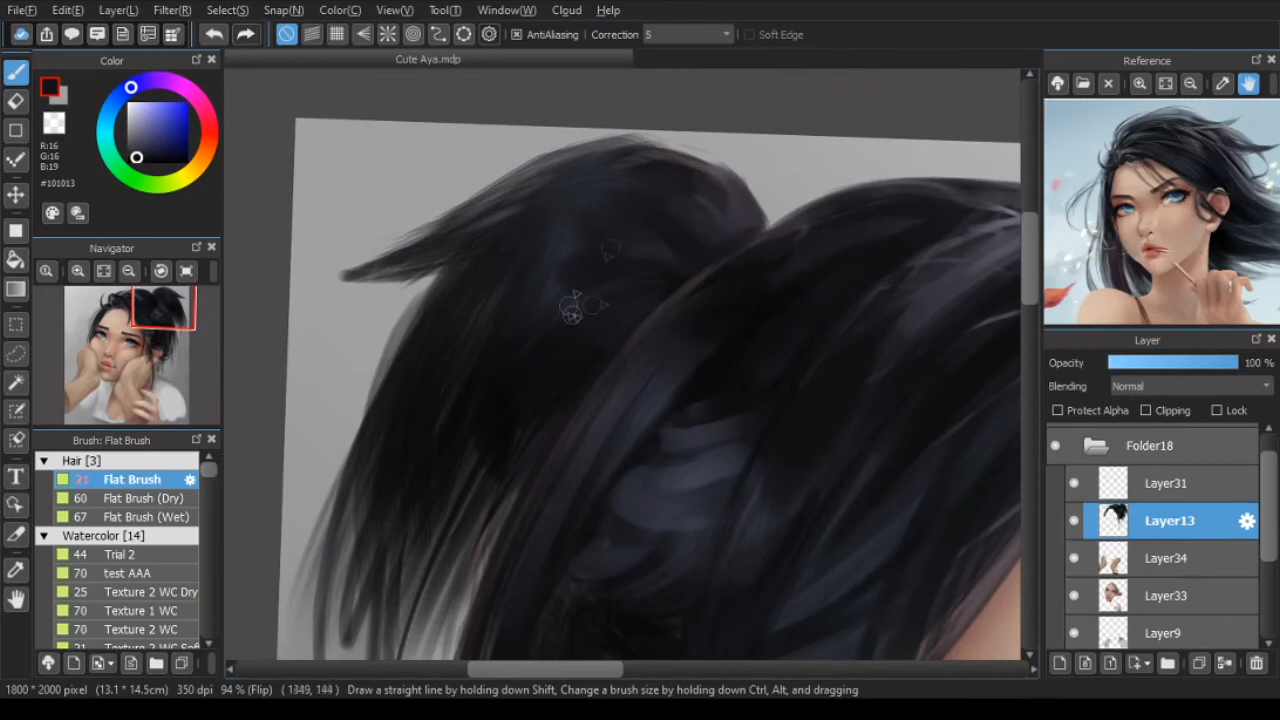 File(F) Edit(E) Layer(L) Filter(R) Select(S) Snap(N) Color(C) View(V) Tool(T) Window(W) Cloud Help
AntiAliasing Correction 5 Soft Edge
Color
Cute Aya.mdp
Reference
R:16
G:16
B:19
#101013
Navigator
Layer
Opacity 100 %
Blending Normal
Protect Alpha Clipping Lock
Folder18
Layer31
Layer13
Layer34
Layer33
Layer9
Brush: Flat Brush
Hair [3]
21 Flat Brush
60 Flat Brush (Dry)
67 Flat Brush (Wet)
Watercolor [14]
44 Trial 2
70 test AAA
25 Texture 2 WC Dry
70 Texture 1 WC
70 Texture 2 WC
21 Texture 2 WC Sof
1800 * 2000 pixel (13.1 * 14.5cm) 350 dpi 94 % (Flip) ( 1349, 144 ) Draw a straight line by holding down Shift, Change a brush size by holding down Ctrl, Alt, and dragging